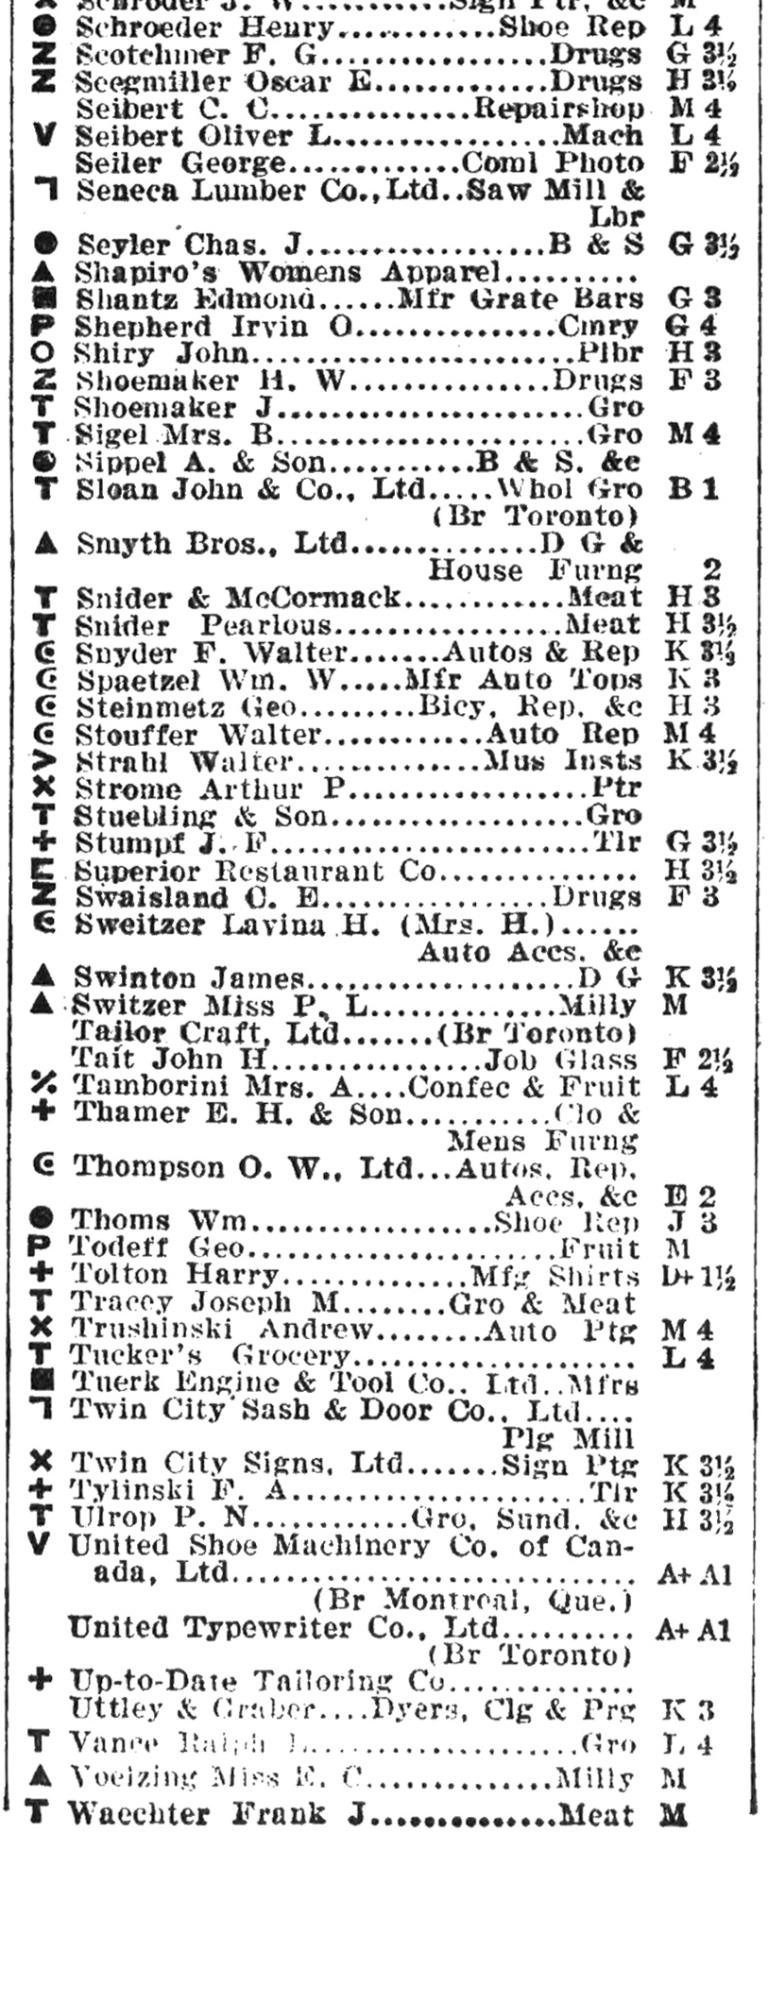 Schroder J. W..................Sign Ptr, &c M
Schroeder Henry............Shoe Rep L 4
Z Scotchmer F. G.................Drugs G 3½
Z Seegmiller Oscar E.............Drugs H 3½
Seibert C. C...............Repairshop M 4
V Seibert Oliver L.................Mach L 4
Seiler George.............Coml Photo F 2½
Seneca Lumber Co.,Ltd..Saw Mill &
Lbr
● Seyler Chas. J..................B & S G 3½
▲ Shapiro's Womens Apparel..........
■ Shantz Edmond......Mfr Grate Bars G 3
P Shepherd Irvin O...............Cnry G 4
O Shiry John.........................Plbr H 3
Z Shoemaker H. W...............Drugs F 3
T Shoemaker J.......................Gro
T Sigel Mrs. B.......................Gro M 4
Sippel A. & Son...........B & S. &c
T Sloan John & Co., Ltd.....Whol Gro B 1
(Br Toronto)
▲ Smyth Bros., Ltd..............D G &
House Furng 2
T Snider & McCormack............Meat H 3
T Snider Pearlous.................Meat H 3½
Snyder F. Walter.......Autos & Rep K 3½
Spaetzel Wm. W.....Mfr Auto Tops K 3
Steinmetz Geo.........Bicy, Rep, &c H 3
Stouffer Walter............Auto Rep M 4
> Strahl Walter..............Mus Insts K 3½
× Strome Arthur P..................Ptr
T Stuebling & Son...................Gro
+ Stumpf J. F........................Tlr G 3½
Superior Restaurant Co............... H 3½
Z Swaisland C. E.................Drugs F 3
Sweitzer Lavina H. (Mrs. H.)......
Auto Accs. &c
▲ Swinton James....................D G K 3½
▲ Switzer Miss P. L..............Milly M
Tailor Craft, Ltd.......(Br Toronto)
Tait John H................Job Glass F 2½
% Tamborini Mrs. A....Confec & Fruit L 4
+ Thamer E. H. & Son...........Clo &
Mens Furng
Thompson O. W., Ltd...Autos, Rep,
Accs, &c E 2
● Thoms Wm..................Shoe Rep J 3
P Todeff Geo.......................Fruit M
+ Tolton Harry..............Mfg Shirts D+ 1½
T Tracey Joseph M........Gro & Meat
× Trushinski Andrew........Auto Ptg M 4
T Tucker's Grocery..................... L 4
■ Tuerk Engine & Tool Co., Ltd..Mfrs
Twin City Sash & Door Co., Ltd....
Plg Mill
× Twin City Signs, Ltd.......Sign Ptg K 3½
+ Tylinski F. A......................Tlr K 3½
T Ulrop P. N............Gro, Sund, &c H 3½
V United Shoe Machinery Co. of Can-
ada, Ltd.............................. A+ A1
(Br Montreal, Que.)
United Typewriter Co., Ltd.......... A+ A1
(Br Toronto)
+ Up-to-Date Tailoring Co..............
Uttley & Graber....Dyers, Clg & Prg K 3
T Vance Ralph L.....................Gro L 4
▲ Voelzing Miss E. C..............Milly M
T Waechter Frank J..............Meat M